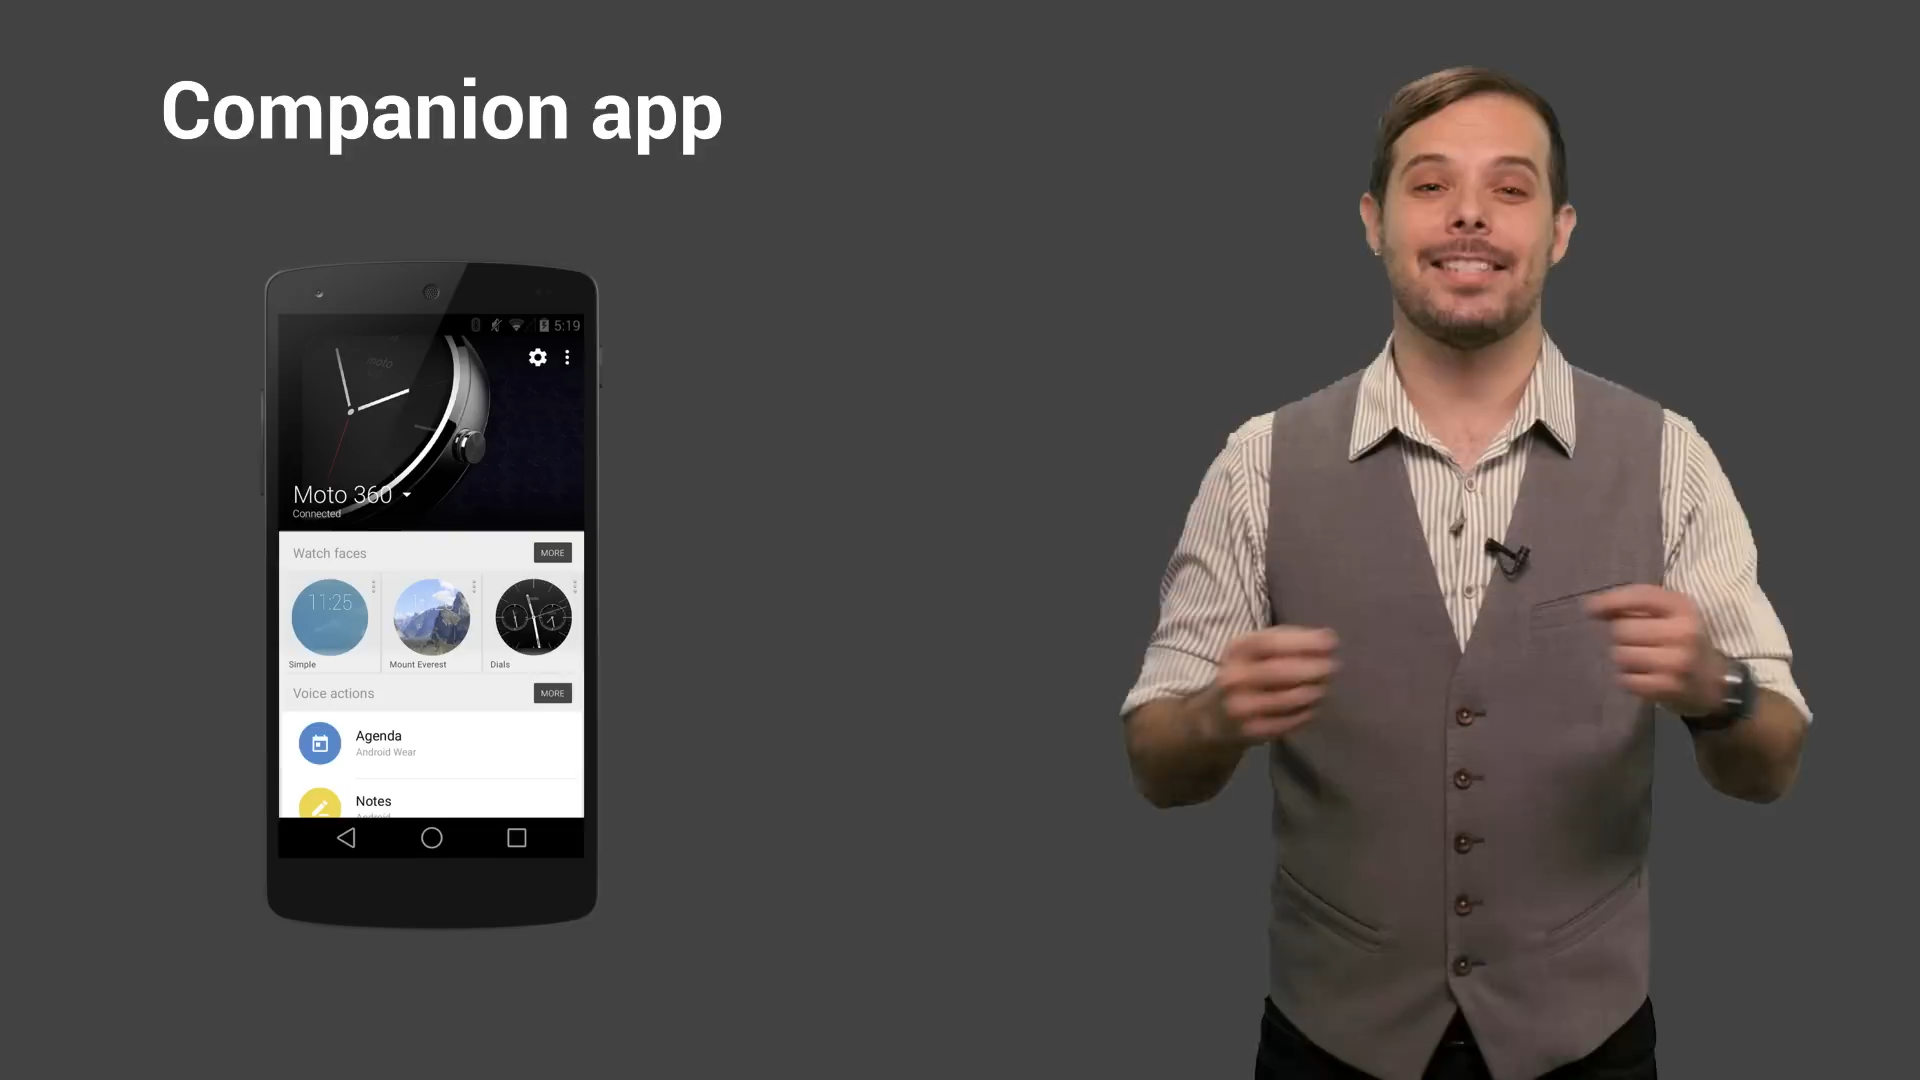 Companion app
5:19
moto
Moto 360
Connected
Watch faces
MORE
11:25
Simple
Mount Everest
Dials
Voice actions
MORE
Agenda
Android Wear
Notes
Android